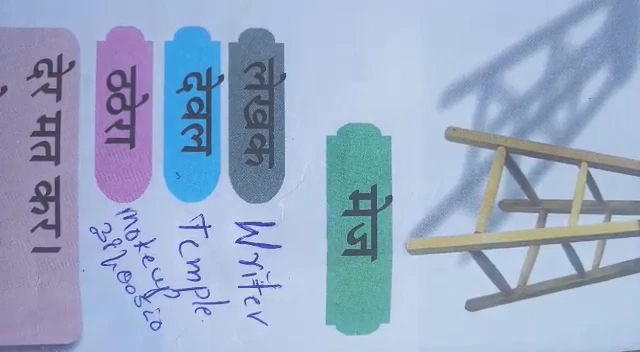 मेज
लेखक Writer
देवल Temple.
ठठेरा
देर मत कर।